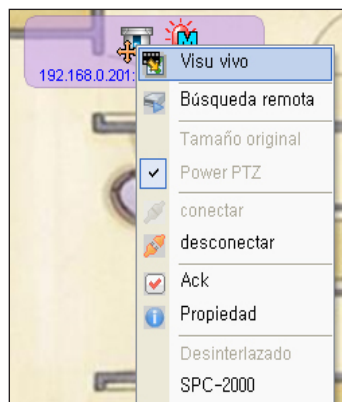 M
192.168.0.201:
Visu vivo
Búsqueda remota
Tamaño original
Power PTZ
conectar
desconectar
Ack
Propiedad
Desinterlazado
SPC-2000